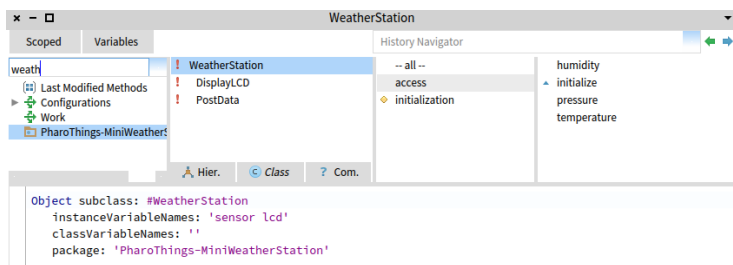 WeatherStation
Scoped Variables History Navigator
weath
Last Modified Methods
Configurations
Work
PharoThings-MiniWeatherS
! WeatherStation
! DisplayLCD
! PostData
Hier. C Class ? Com.
-- all --
access
initialization
humidity
initialize
pressure
temperature
Object subclass: #WeatherStation
instanceVariableNames: 'sensor lcd'
classVariableNames: ''
package: 'PharoThings-MiniWeatherStation'